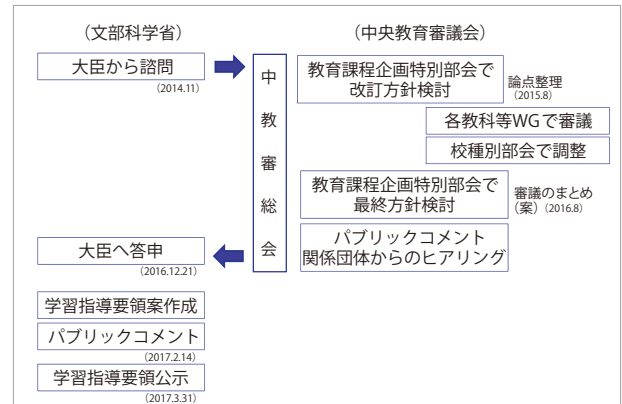 （文部科学省）
大臣から諮問
（2014.11）
中教審総会
（中央教育審議会）
教育課程企画特別部会で
改訂方針検討
論点整理
（2015.8）
各教科等WGで審議
校種別部会で調整
教育課程企画特別部会で
最終方針検討
審議のまとめ
（案）（2016.8）
パブリックコメント
関係団体からのヒアリング
大臣へ答申
（2016.12.21）
学習指導要領案作成
パブリックコメント
（2017.2.14）
学習指導要領公示
（2017.3.31）